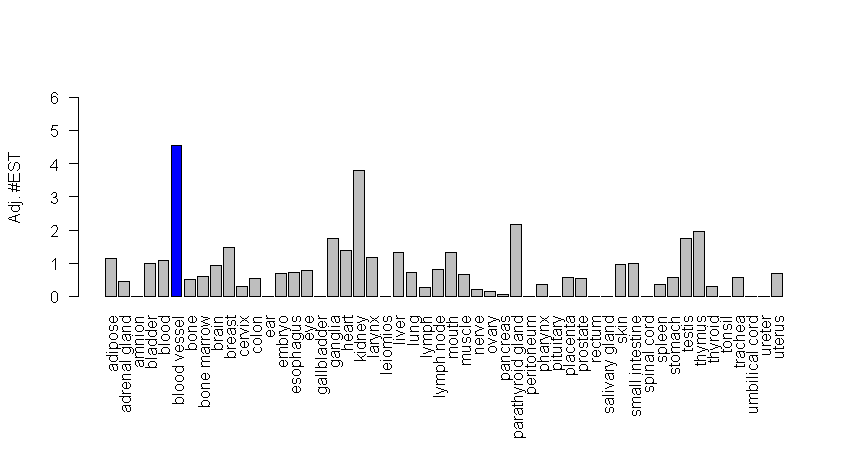 Adj. #EST
6
5
4
3
2
1
0
adipose
adrenal gland
amnion
bladder
blood
blood vessel
bone
bone marrow
brain
breast
cervix
colon
ear
embryo
esophagus
eye
gallbladder
ganglia
heart
kidney
larynx
leiomios
liver
lung
lymph
lymph node
mouth
muscle
nerve
ovary
pancreas
parathyroid gland
peritoneum
pharynx
pituitary
placenta
prostate
rectum
salivary gland
skin
small intestine
spinal cord
spleen
stomach
testis
thymus
thyroid
tonsil
trachea
umbilical cord
ureter
uterus